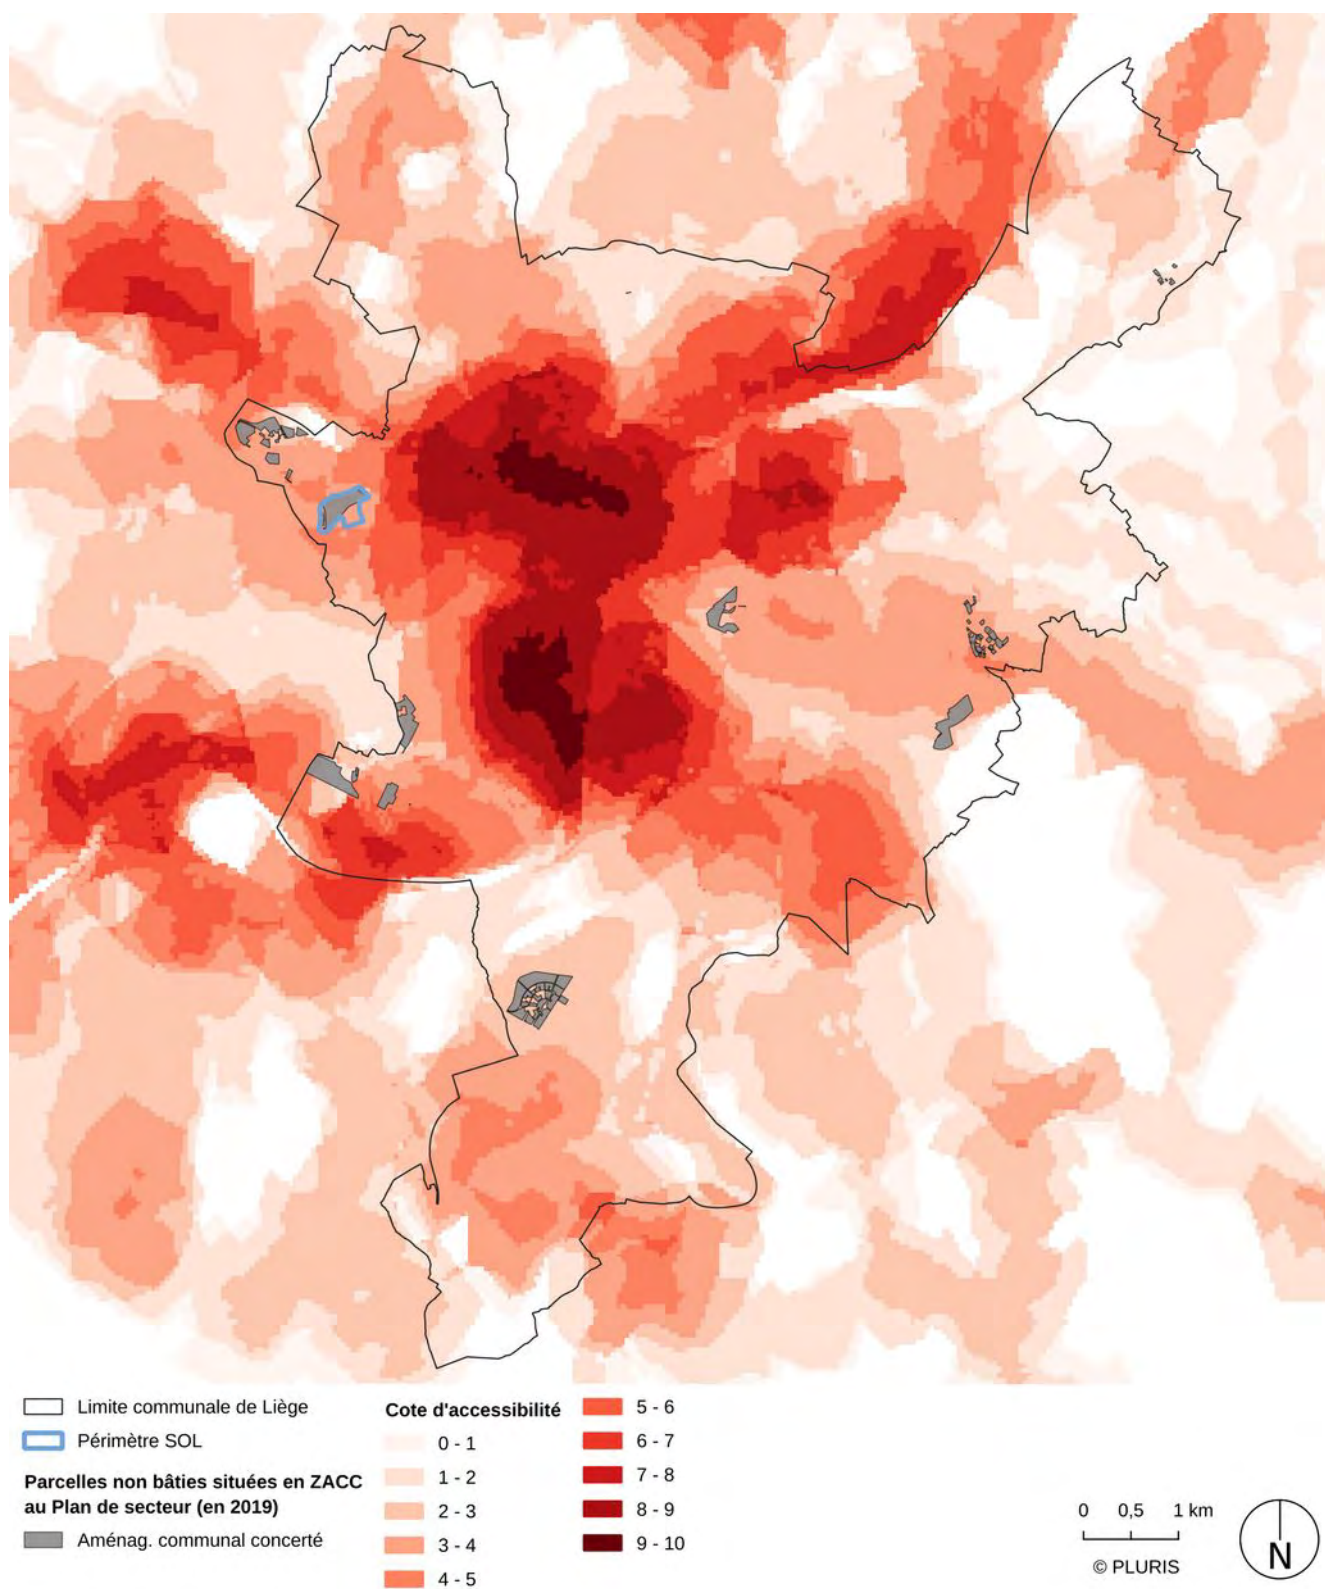 Limite communale de Liège
Périmètre SOL
Parcelles non bâties situées en ZACC
au Plan de secteur (en 2019)
Aménag. communal concerté
Cote d'accessibilité
0 - 1
1 - 2
2 - 3
3 - 4
4 - 5
5 - 6
6 - 7
7 - 8
8 - 9
9 - 10
0 0,5 1 km
© PLURIS
N